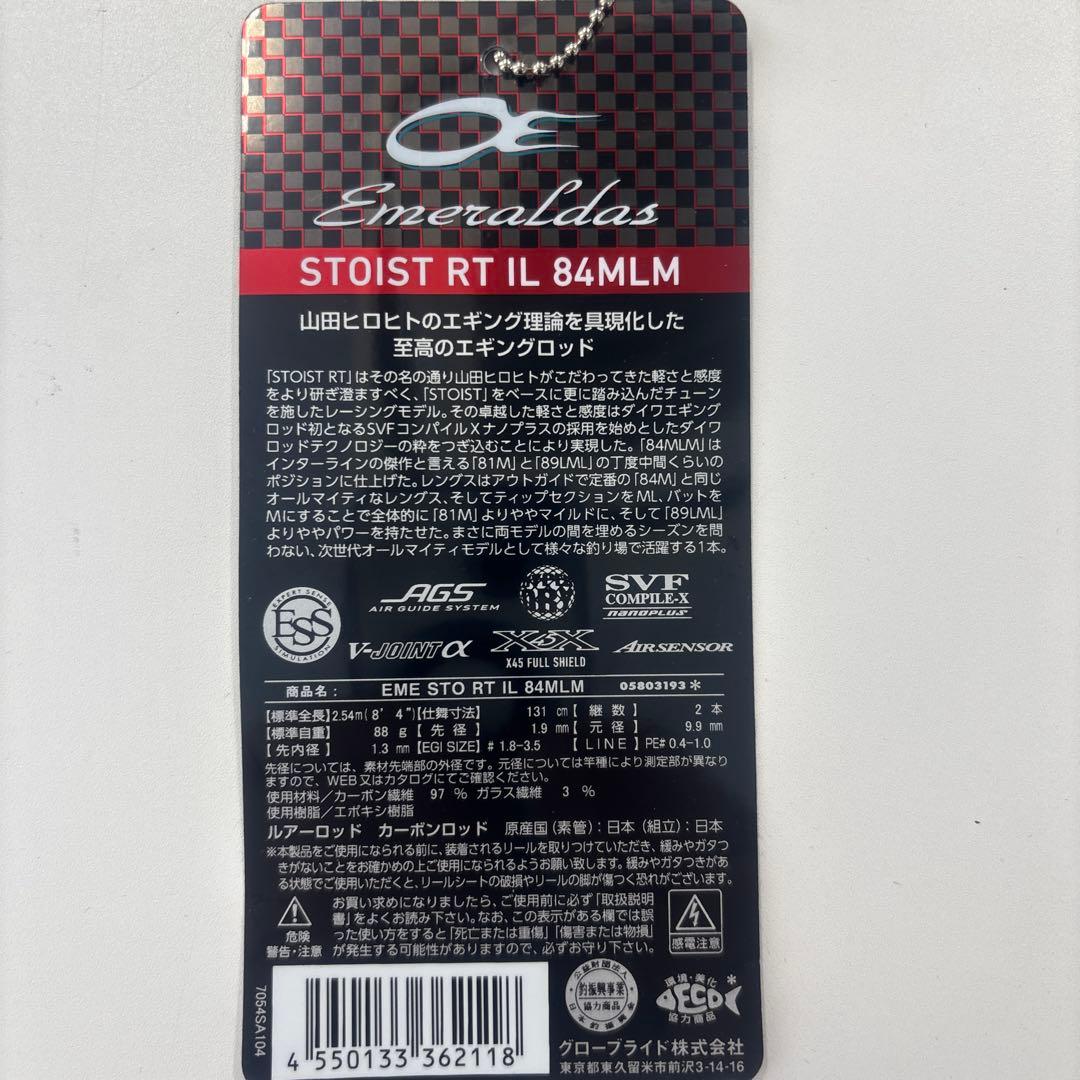 Emeraldas
STOIST RT IL 84MLM
山田ヒロヒトのエギング理論を具現化した
至高のエギングロッド
「STOIST RT」はその名の通り山田ヒロヒトがこだわってきた軽さと感度
をより研ぎ澄ますべく、「STOIST」をベースに更に踏み込んだチューン
を施したレーシングモデル。その卓越した軽さと感度はダイワエギング
ロッド初となるSVFコンパイルXナノプラスの採用を始めとしたダイワ
ロッドテクノロジーの粋をつぎ込むことにより実現した。「84MLM」は
インターラインの傑作と言える「81M」と「89LML」の丁度中間くらいの
ポジションに仕上げた。レングスはアウトガイドで定番の「84M」と同じ
オールマイティなレングス、そしてティップセクションをML、バットを
Mにすることで全体的に「81M」よりややマイルドに、そして「89LML」
よりややパワーを持たせた。まさに両モデルの間を埋めるシーズンを問
わない、次世代オールマイティモデルとして様々な釣り場で活躍する1本。
EXPERT SENSE
ESS
SIMULATION
AGS
AIR GUIDE SYSTEM
SVF
COMPILE-X
nanoplus
V-JOINT α
X45X
X45 FULL SHIELD
AIRSENSOR
商品名： EME STO RT IL 84MLM 05803193＊
【標準全長】2.54m(8'4")【仕舞寸法】 131 cm【継数】 2 本
【標準自重】 88 g【先径】 1.9 mm【元径】 9.9 mm
【先内径】 1.3 mm【EGI SIZE】# 1.8-3.5 【LINE】PE# 0.4-1.0
先径については、素材先端部の外径です。元径については竿種により測定部が異なり
ますので、WEB又はカタログにてご確認ください。
使用材料／カーボン繊維 97 % ガラス繊維 3 %
使用樹脂／エポキシ樹脂
ルアーロッド カーボンロッド 原産国（素管）：日本（組立）：日本
※本製品をご使用になられる前に、装着されるリールを取りつけていただき、緩みやガタつ
きがないことをお確かめの上ご使用になられるようお願い致します。緩みやガタつきがあ
る状態でご使用いただくと、リールシートの破損やリールの脚が傷つく恐れがございます。
危険
警告・注意
お買い求めになりましたら、ご使用前に必ず「取扱説明
書」をよくお読み下さい。なお、この表示がある欄では誤
った使い方をすると「死亡または重傷」「傷害または物損」
が発生する可能性がありますので、必ずお守り下さい。
感電注意
7054SA104
4 550133 362118
公益財団法人
釣振興事業
協力商品
環境・美化
ECO
＊
協力商品
グローブライド株式会社
東京都東久留米市前沢3-14-16